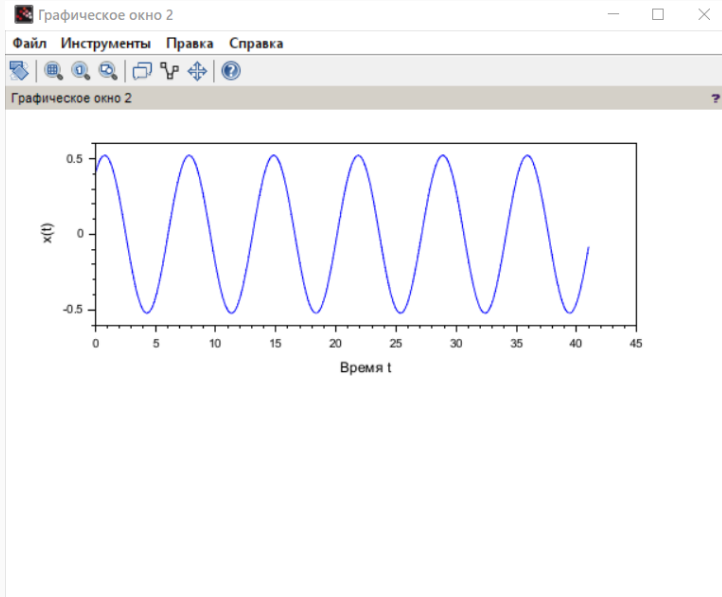 Графическое окно 2
Файл Инструменты Правка Справка
Графическое окно 2 ?
0.5
0
-0.5
x(t)
0 5 10 15 20 25 30 35 40 45
Время t